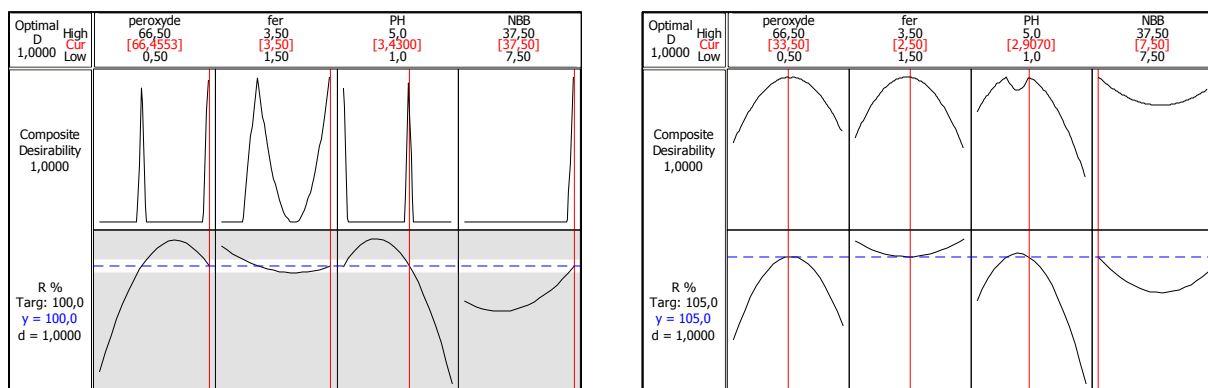 Optimal High peroxyde fer PH NBB
66,50 3,50 5,0 37,50
D Cur [66,4553] [3,50] [3,4300] [37,50]
1,0000 Low 0,50 1,50 1,0 7,50
Composite
Desirability
1,0000
R %
Targ: 100,0
y = 100,0
d = 1,0000
Optimal High peroxyde fer PH NBB
66,50 3,50 5,0 37,50
D Cur [33,50] [2,50] [2,9070] [7,50]
1,0000 Low 0,50 1,50 1,0 7,50
Composite
Desirability
1,0000
R %
Targ: 105,0
y = 105,0
d = 1,0000